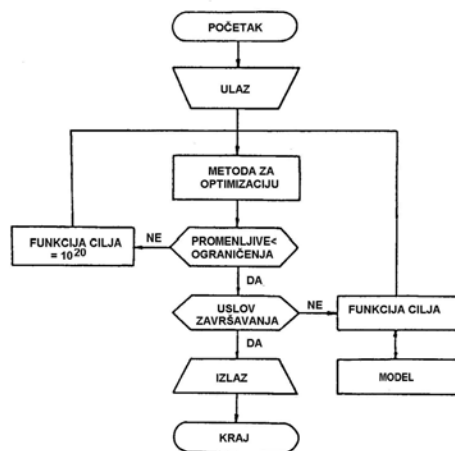 POČETAK
ULAZ
METODA ZA
OPTIMIZACIJU
FUNKCIJA CILJA
= 10²⁰
NE
PROMENLJIVE<
OGRANIČENJA
DA
USLOV
ZAVRŠAVANJA
NE
FUNKCIJA CILJA
DA
IZLAZ
MODEL
KRAJ